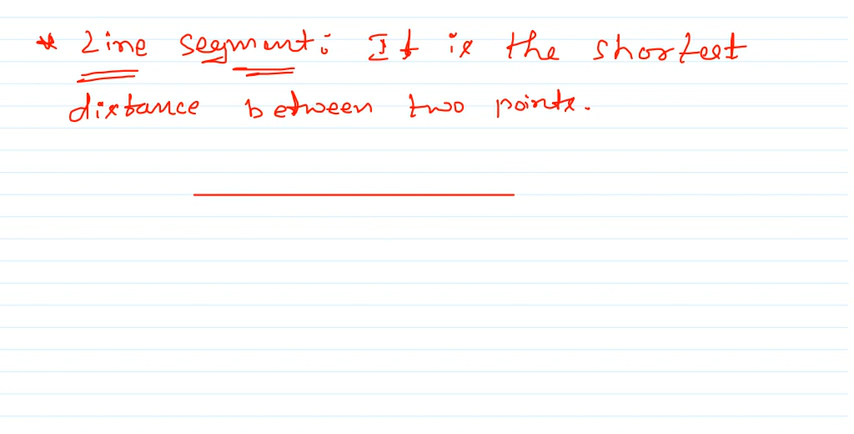 * Line segment: It is the shortest
distance between two points.